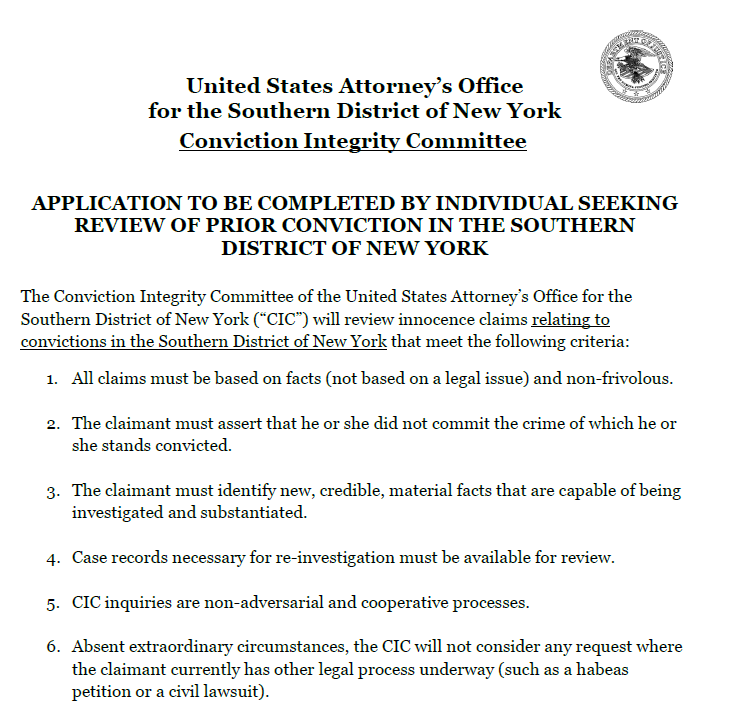 United States Attorney’s Office
for the Southern District of New York
Conviction Integrity Committee
APPLICATION TO BE COMPLETED BY INDIVIDUAL SEEKING
REVIEW OF PRIOR CONVICTION IN THE SOUTHERN
DISTRICT OF NEW YORK
The Conviction Integrity Committee of the United States Attorney’s Office for the
Southern District of New York (“CIC”) will review innocence claims relating to
convictions in the Southern District of New York that meet the following criteria:
1. All claims must be based on facts (not based on a legal issue) and non-frivolous.
2. The claimant must assert that he or she did not commit the crime of which he or
she stands convicted.
3. The claimant must identify new, credible, material facts that are capable of being
investigated and substantiated.
4. Case records necessary for re-investigation must be available for review.
5. CIC inquiries are non-adversarial and cooperative processes.
6. Absent extraordinary circumstances, the CIC will not consider any request where
the claimant currently has other legal process underway (such as a habeas
petition or a civil lawsuit).